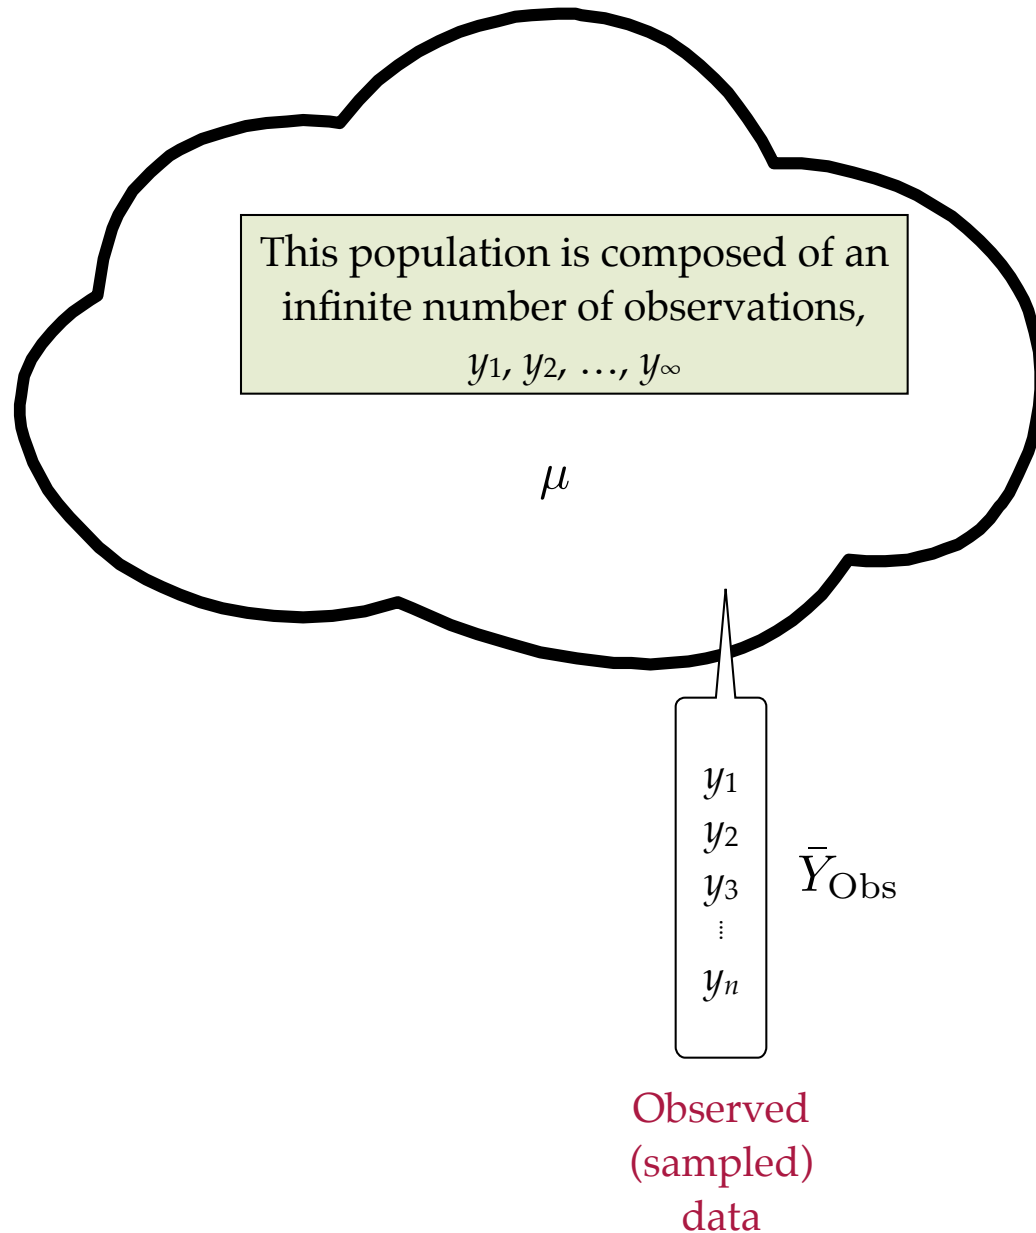 This population is composed of an
infinite number of observations,
y₁, y₂, …, y∞
μ
y₁
y₂
y₃
⋮
yₙ
Ȳ_Obs
Observed
(sampled)
data